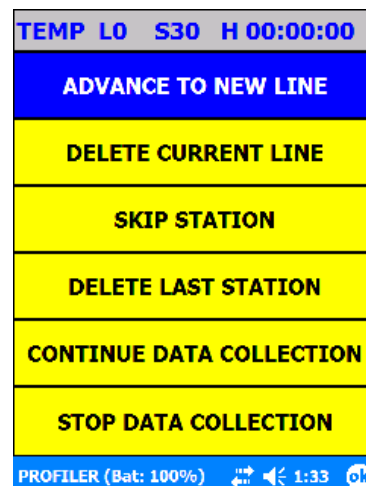 TEMP L0 S30 H 00:00:00
ADVANCE TO NEW LINE
DELETE CURRENT LINE
SKIP STATION
DELETE LAST STATION
CONTINUE DATA COLLECTION
STOP DATA COLLECTION
PROFILER (Bat: 100%) 1:33 ok